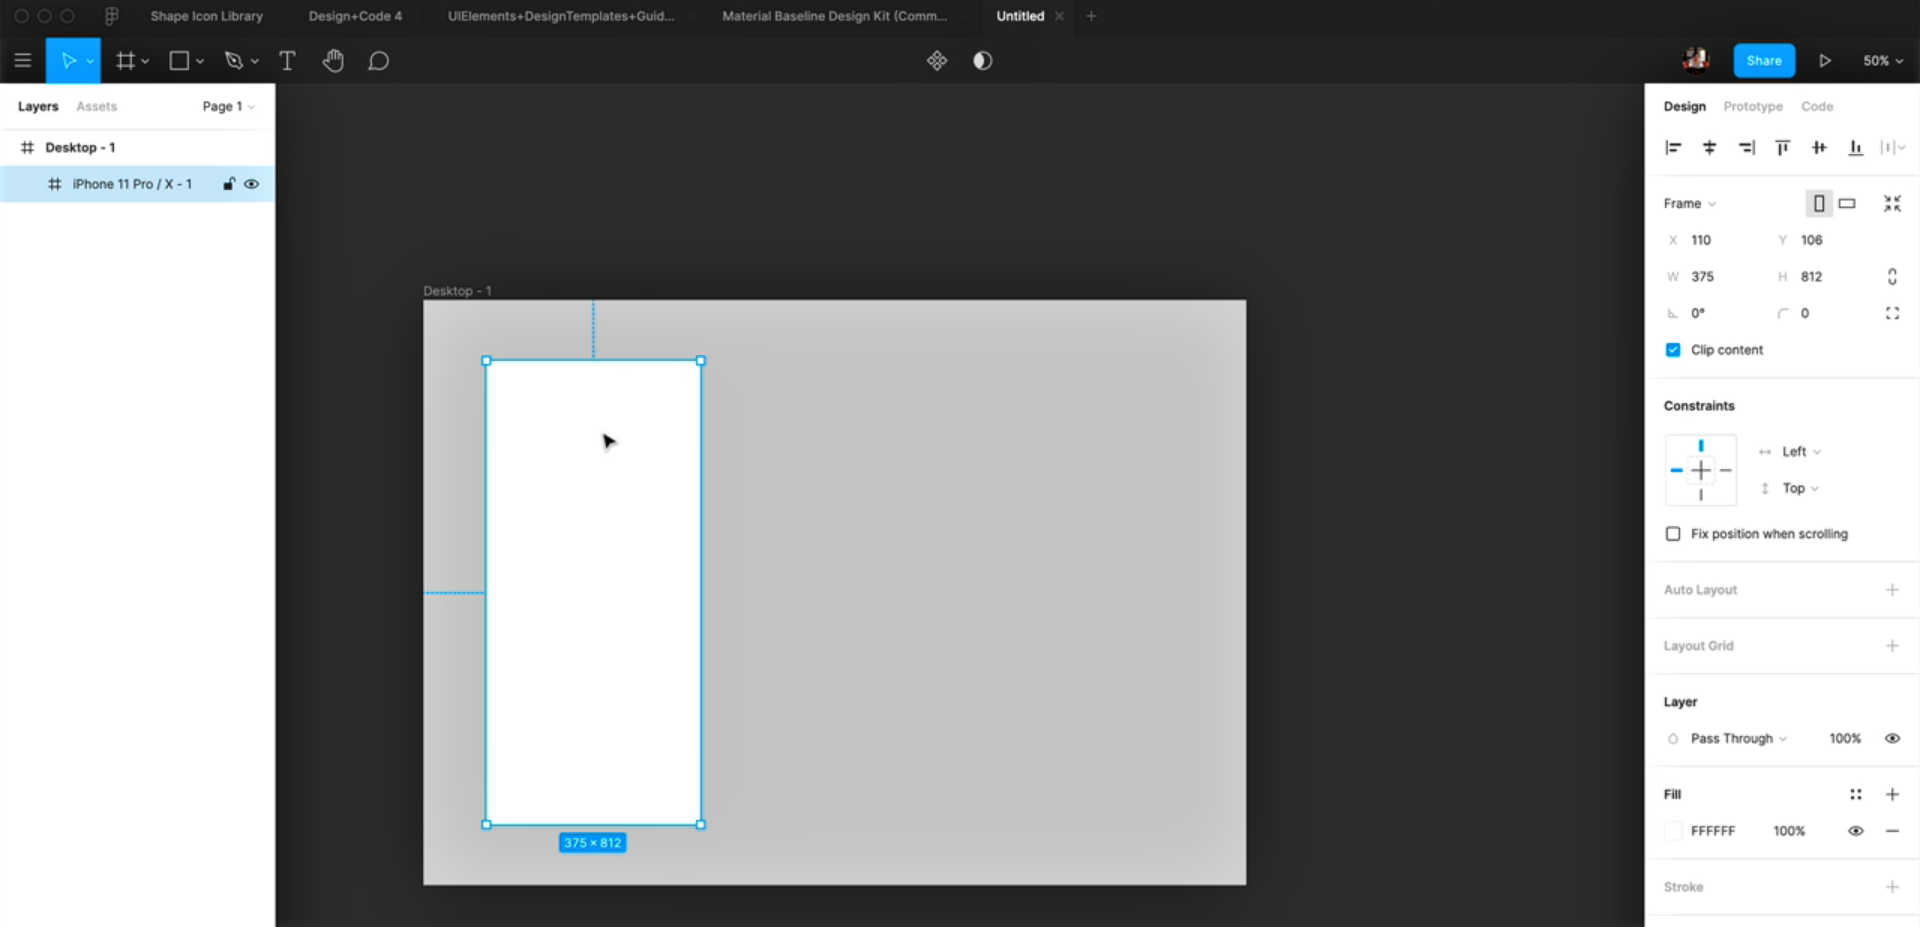 Shape Icon Library Design+Code 4 UIElements+DesignTemplates+Guid... Material Baseline Design Kit (Comm... Untitled
Share 50%
Layers Assets Page 1
Desktop - 1
iPhone 11 Pro / X - 1
Desktop - 1
375 × 812
Design Prototype Code
Frame
X 110 Y 106
W 375 H 812
0° 0
Clip content
Constraints
Left
Top
Fix position when scrolling
Auto Layout
Layout Grid
Layer
Pass Through 100%
Fill
FFFFFF 100%
Stroke